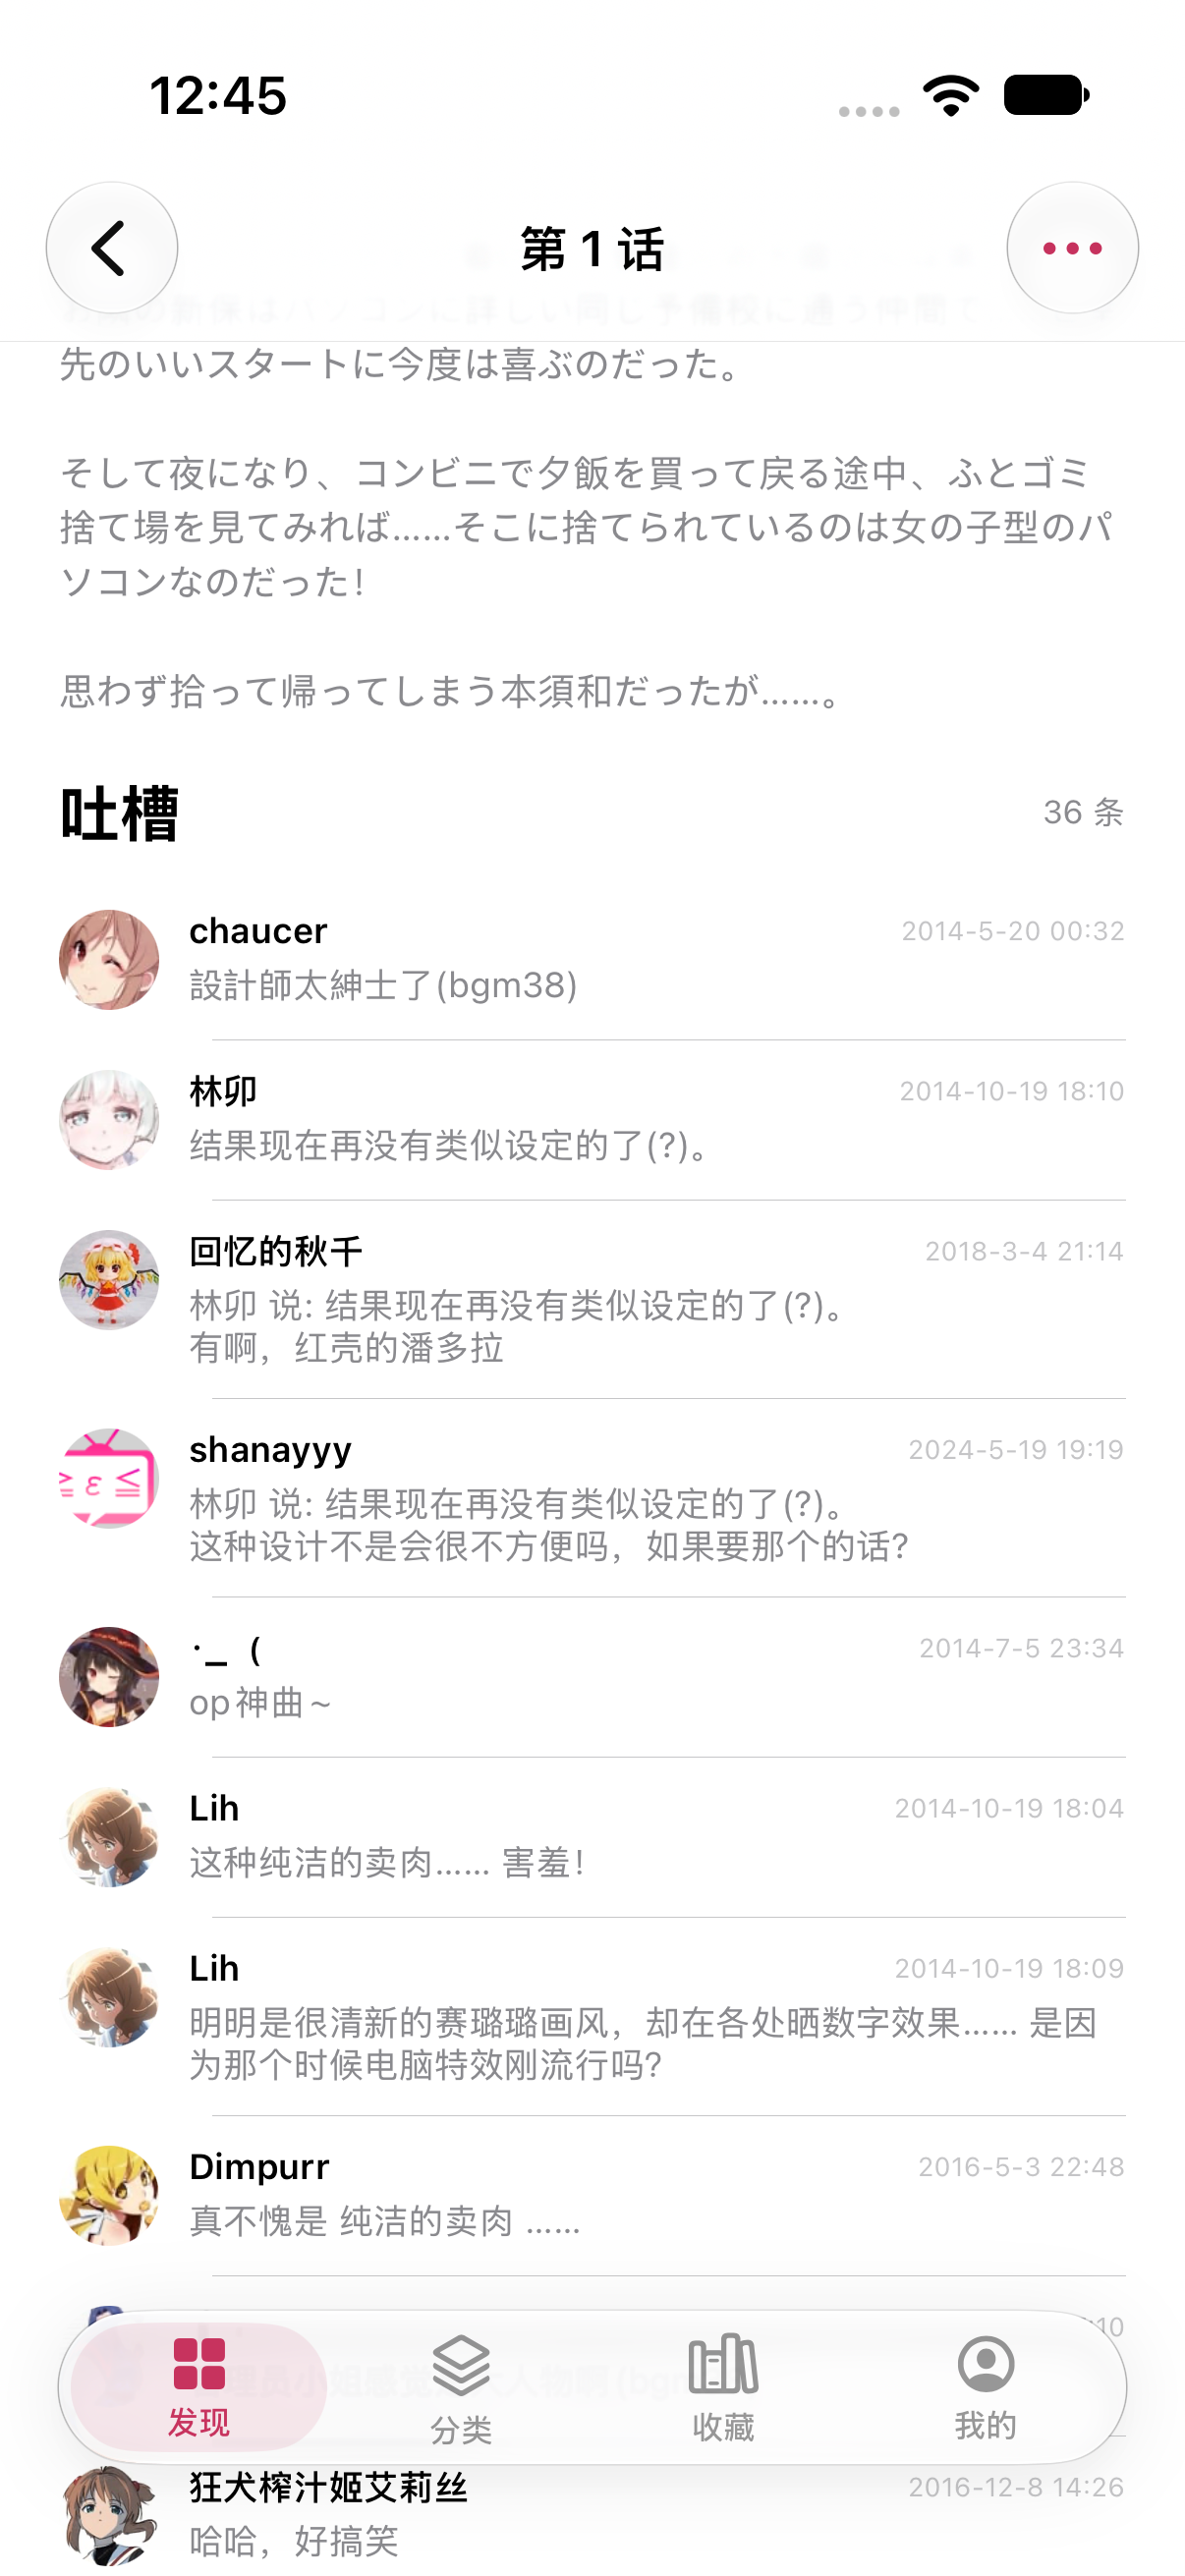 12:45
第 1 话
先のいいスタートに今度は喜ぶのだった。
そして夜になり、コンビニで夕飯を買って戻る途中、ふとゴミ
捨て場を見てみれば……そこに捨てられているのは女の子型のパ
ソコンなのだった！
思わず拾って帰ってしまう本須和だったが……。
吐槽
36 条
chaucer
2014-5-20 00:32
設計師太紳士了(bgm38)
林卯
2014-10-19 18:10
结果现在再没有类似设定的了(?)。
回忆的秋千
2018-3-4 21:14
林卯 说: 结果现在再没有类似设定的了(?)。
有啊，红壳的潘多拉
shanayyy
2024-5-19 19:19
林卯 说: 结果现在再没有类似设定的了(?)。
这种设计不是会很不方便吗，如果要那个的话?
·_（
2014-7-5 23:34
op神曲~
Lih
2014-10-19 18:04
这种纯洁的卖肉…… 害羞！
Lih
2014-10-19 18:09
明明是很清新的赛璐璐画风，却在各处晒数字效果…… 是因
为那个时候电脑特效刚流行吗?
Dimpurr
2016-5-3 22:48
真不愧是 纯洁的卖肉 ……
发现
分类
收藏
我的
狂犬榨汁姬艾莉丝
2016-12-8 14:26
哈哈，好搞笑